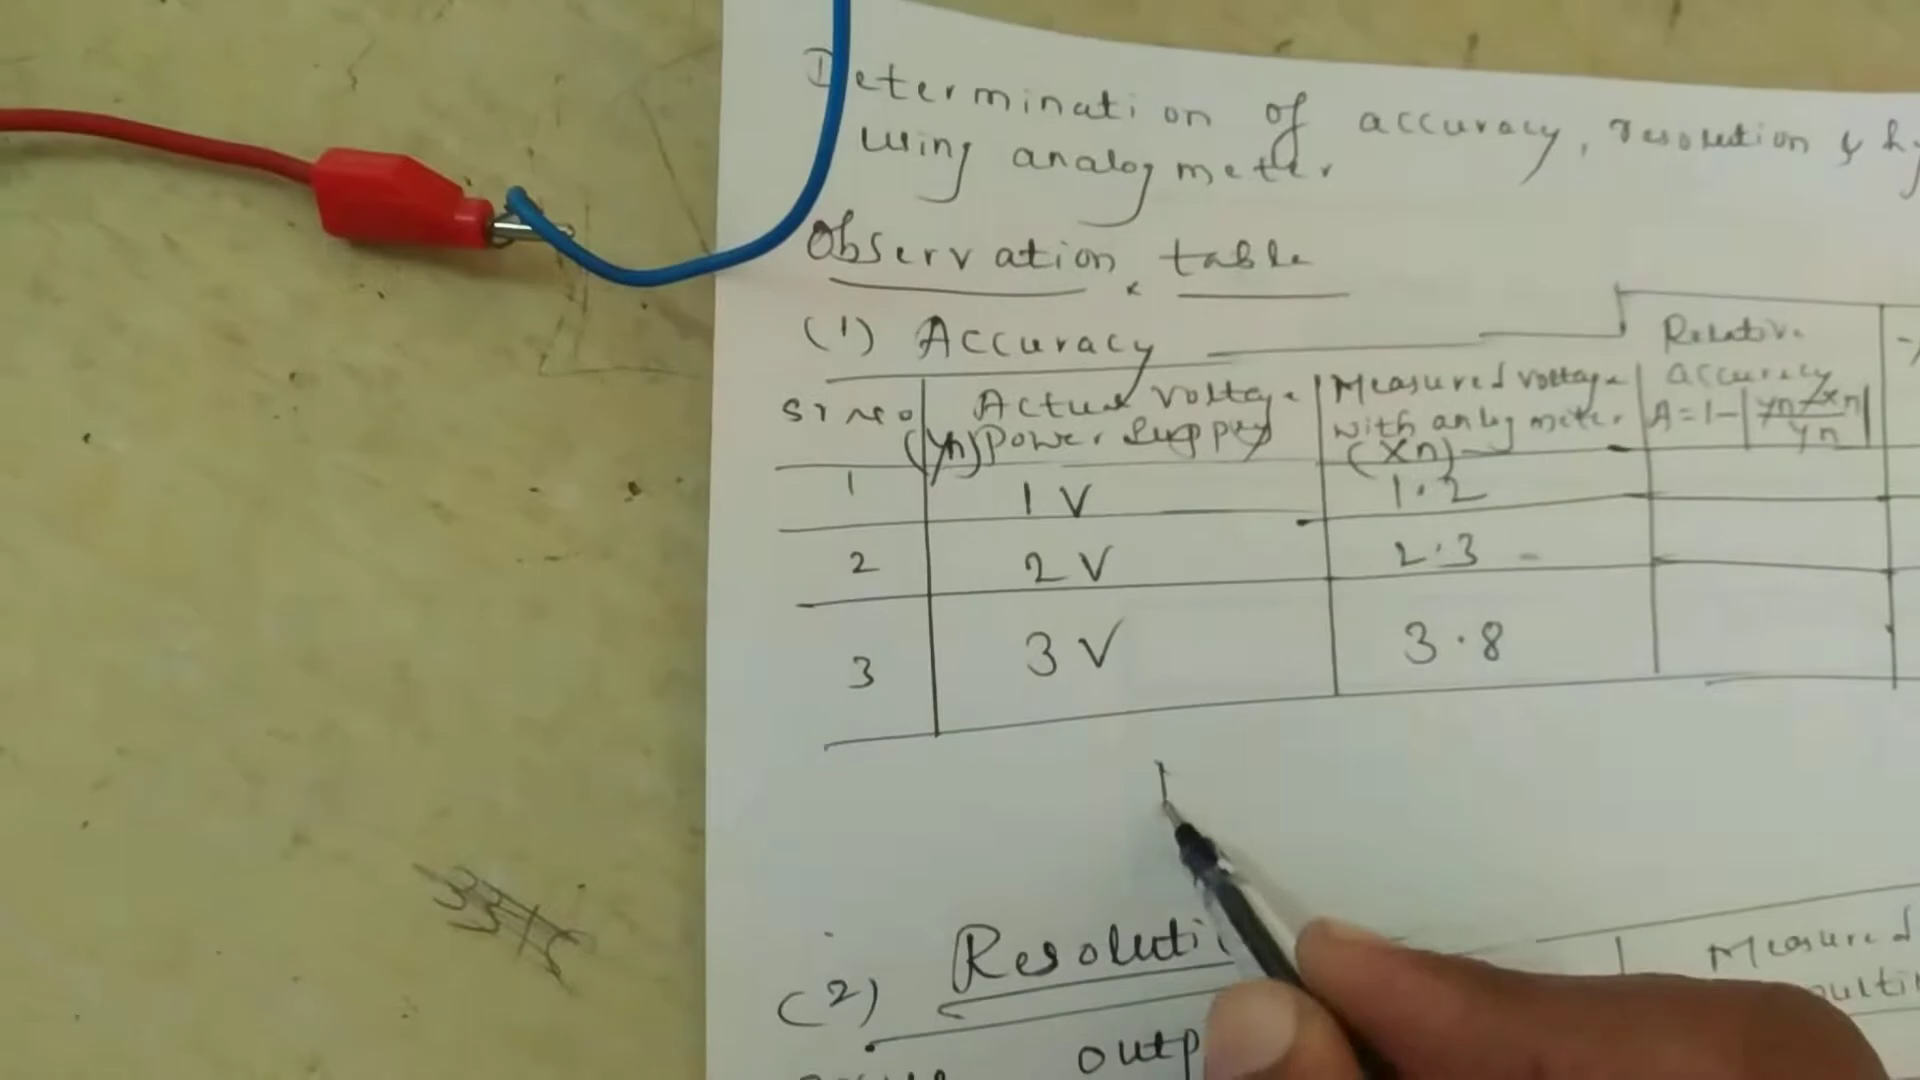 Determination of accuracy, resolution & hy
using analog meter.
Observation table
(1) Accuracy
Sr no
Actual voltage
(Yn) Power Supply
Measured voltage
with analog meter
(Xn)
Relative
accuracy
A = 1 - | Yn - Xn / Yn |
1 1 V 1.2
2 2 V 2.3
3 3 V 3.8
(2) Resoluti
Measured
outp